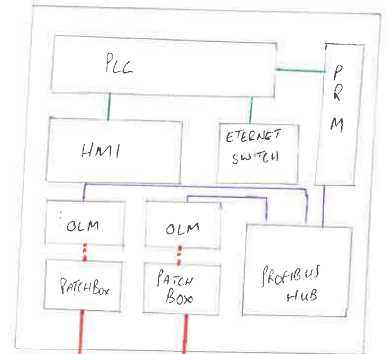 PLC
P
R
M
HMI
ETERNET
SWITCH
OLM
OLM
PATCHBOX
PATCH
BOX
PROFIBUS
HUB